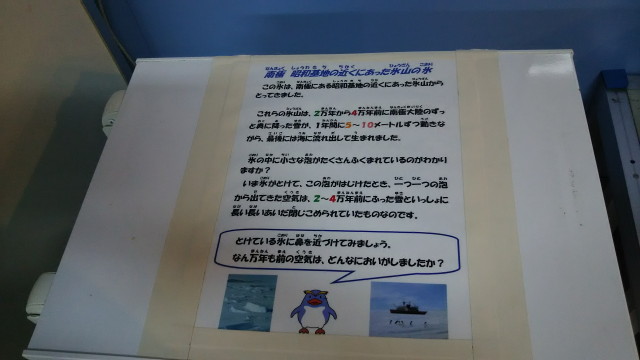 南極 昭和基地の近くにあった氷山の氷
この氷は、南極にある昭和基地の近くにあった氷山から
とってきました。
これらの氷山は、2万年から4万年前に南極大陸のずっ
と奥に降った雪が、1年間に5～10メートルずつ動きな
がら、最後には海に流れ出して生まれました。
氷の中に小さな泡がたくさんふくまれているのがわかり
ますか？
いま氷がとけて、この泡がはじけたとき、一つ一つの泡
から出てきた空気は、2～4万年前にふった雪といっしょに
長い長いあいだ閉じこめられていたものなのです。
とけている氷に鼻を近づけてみましょう。
なん万年も前の空気は、どんなにおいがしましたか？